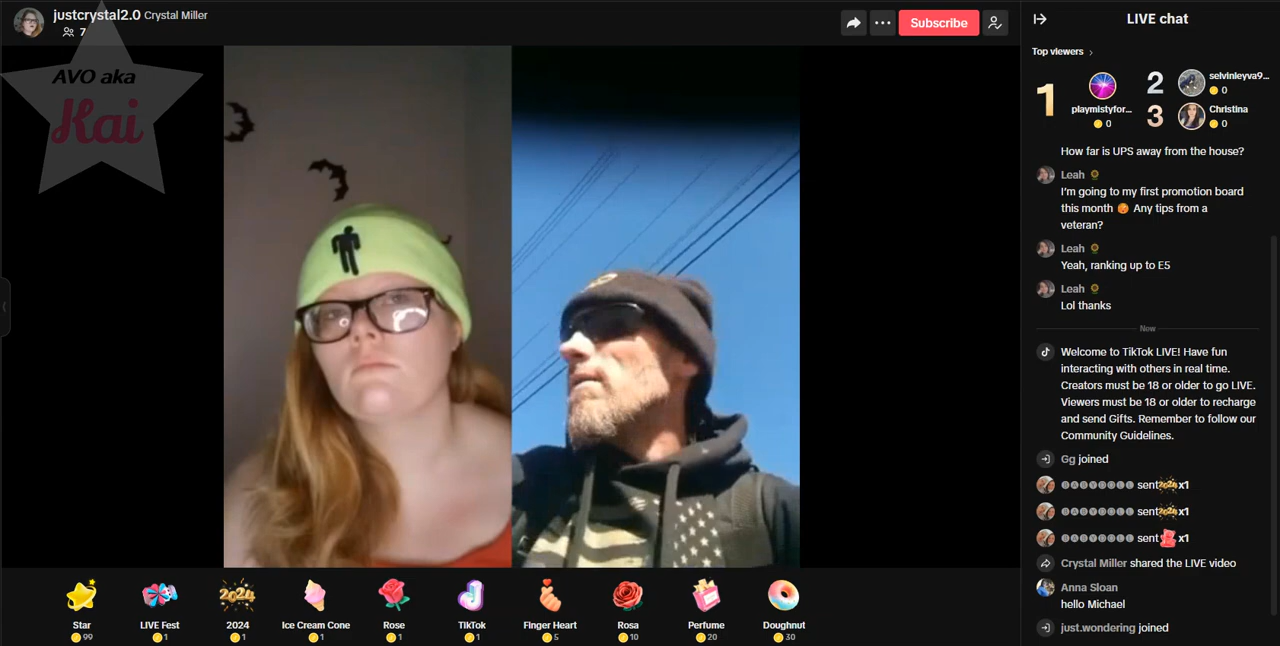 justcrystal2.0 Crystal Miller
7
Subscribe
AVO aka
Kai
LIVE chat
Top viewers
1
playmistyfor...
0
2
selvinleyva9...
0
3
Christina
0
How far is UPS away from the house?
Leah
I'm going to my first promotion board
this month Any tips from a
veteran?
Leah
Yeah, ranking up to E5
Leah
Lol thanks
Now
Welcome to TikTok LIVE! Have fun
interacting with others in real time.
Creators must be 18 or older to go LIVE.
Viewers must be 18 or older to recharge
and send Gifts. Remember to follow our
Community Guidelines.
Gg joined
🅑🅐🅑🅨🅓🅞🅛🅛 sent 2024 x1
🅑🅐🅑🅨🅓🅞🅛🅛 sent 2024 x1
🅑🅐🅑🅨🅓🅞🅛🅛 sent x1
Crystal Miller shared the LIVE video
Anna Sloan
hello Michael
just.wondering joined
2024
Star
LIVE Fest
2024
Ice Cream Cone
Rose
TikTok
Finger Heart
Rosa
Perfume
Doughnut
99
1
1
1
1
1
5
10
20
30